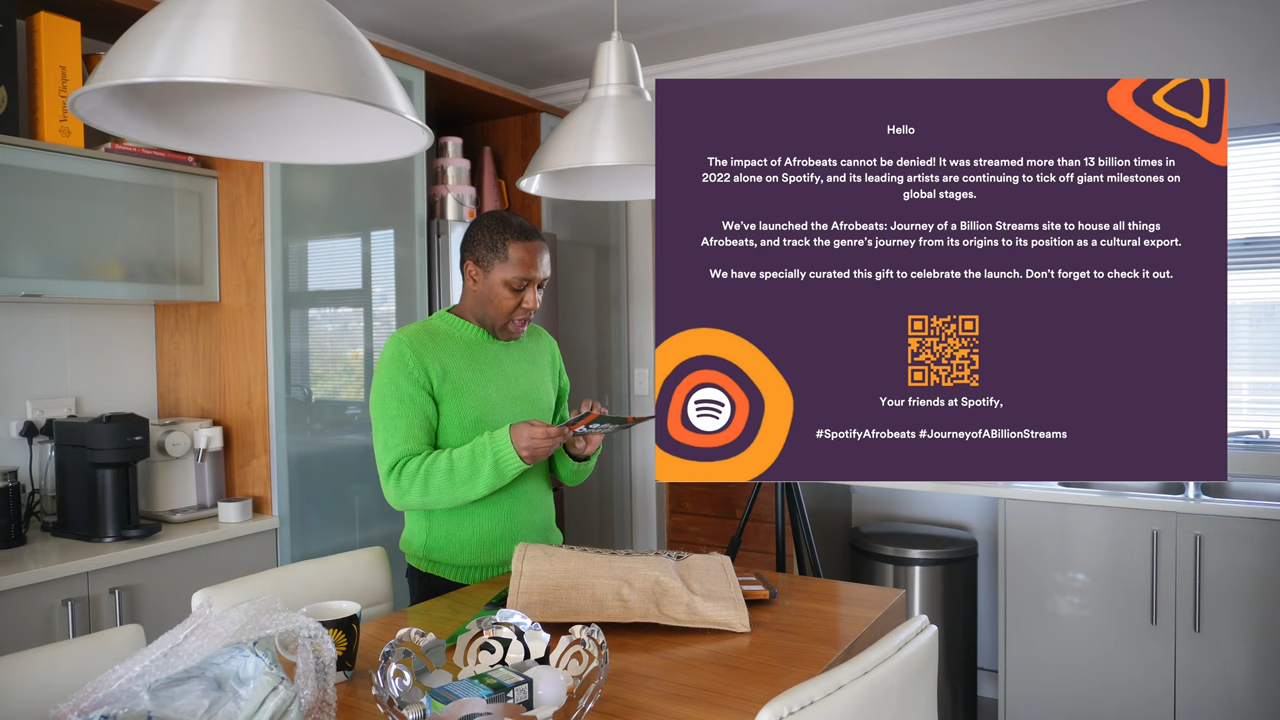 Veuve Clicquot
Hello
The impact of Afrobeats cannot be denied! It was streamed more than 13 billion times in
2022 alone on Spotify, and its leading artists are continuing to tick off giant milestones on
global stages.
We've launched the Afrobeats: Journey of a Billion Streams site to house all things
Afrobeats, and track the genre's journey from its origins to its position as a cultural export.
We have specially curated this gift to celebrate the launch. Don't forget to check it out.
Your friends at Spotify,
#SpotifyAfrobeats #JourneyofABillionStreams